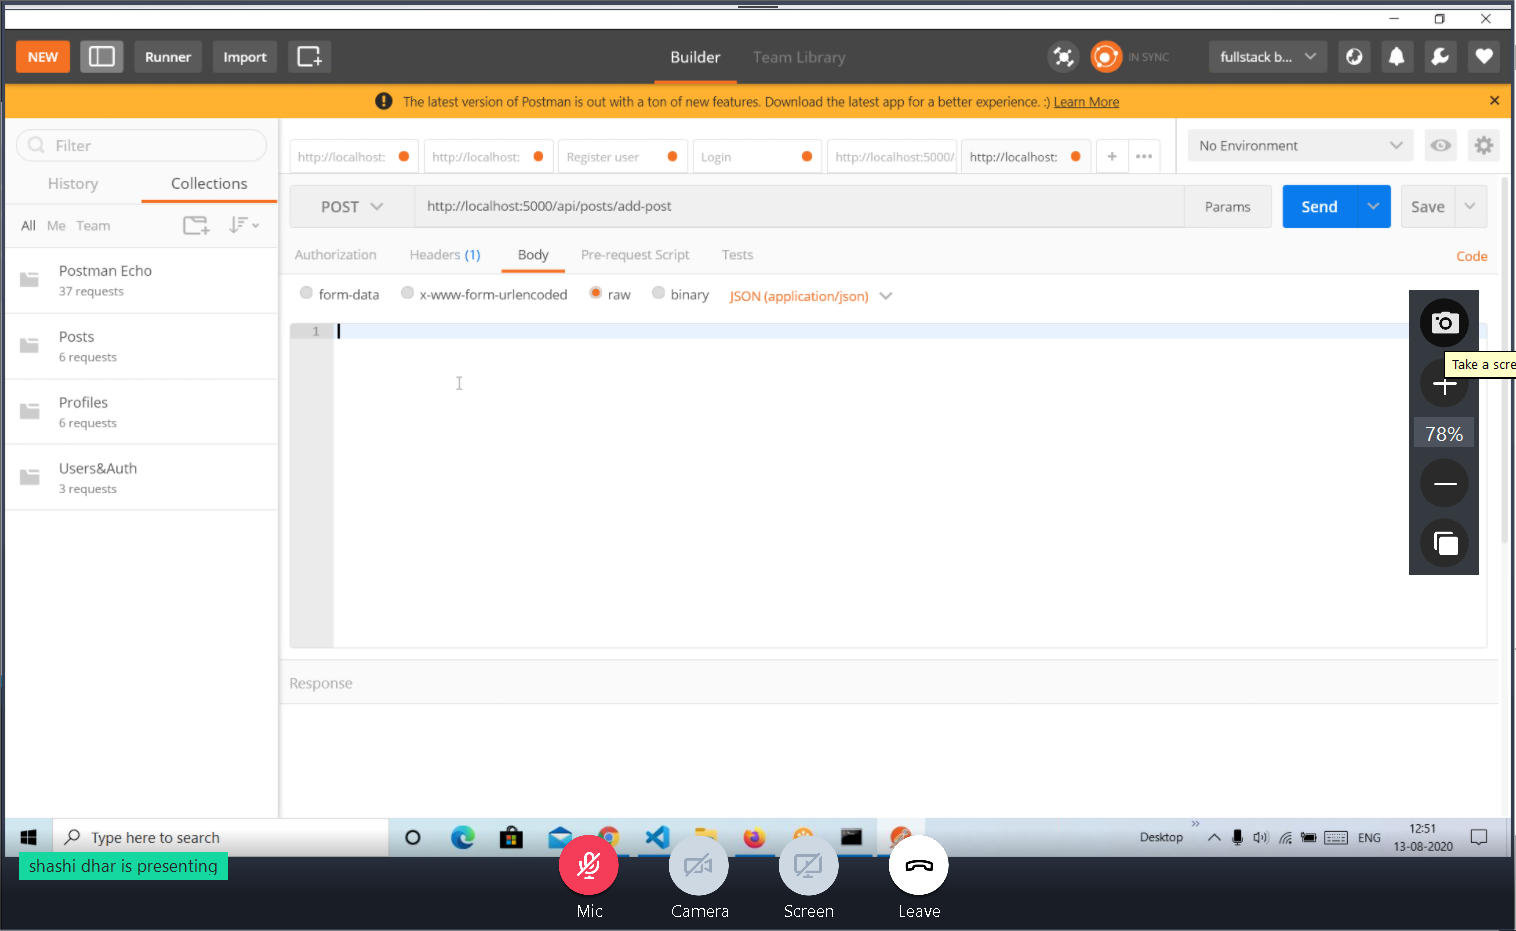 NEW
Runner
Import
Builder
Team Library
IN SYNC
fullstack b...
The latest version of Postman is out with a ton of new features. Download the latest app for a better experience. :) Learn More
Filter
History
Collections
All Me Team
Postman Echo
37 requests
Posts
6 requests
Profiles
6 requests
Users&Auth
3 requests
http://localhost:
http://localhost:
Register user
Login
http://localhost:5000/
http://localhost:
No Environment
POST
http://localhost:5000/api/posts/add-post
Params
Send
Save
Authorization
Headers (1)
Body
Pre-request Script
Tests
Code
form-data
x-www-form-urlencoded
raw
binary
JSON (application/json)
1
Take a scre
78%
Response
Type here to search
Desktop
ENG
12:51
13-08-2020
shashi dhar is presenting
Mic
Camera
Screen
Leave